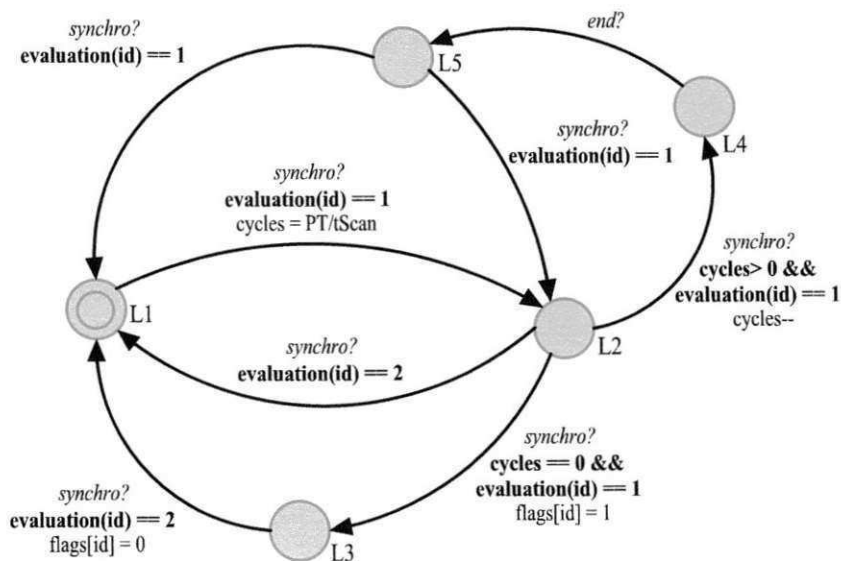 end?
synchro?
evaluation(id) == 1
L5
L4
synchro?
evaluation(id) == 1
synchro?
evaluation(id) == 1
cycles = PT/tScan
synchro?
cycles> 0 &&
evaluation(id) == 1
cycles--
L1
L2
synchro?
evaluation(id) == 2
synchro?
cycles == 0 &&
evaluation(id) == 1
flags[id] = 1
synchro?
evaluation(id) == 2
flags[id] = 0
L3